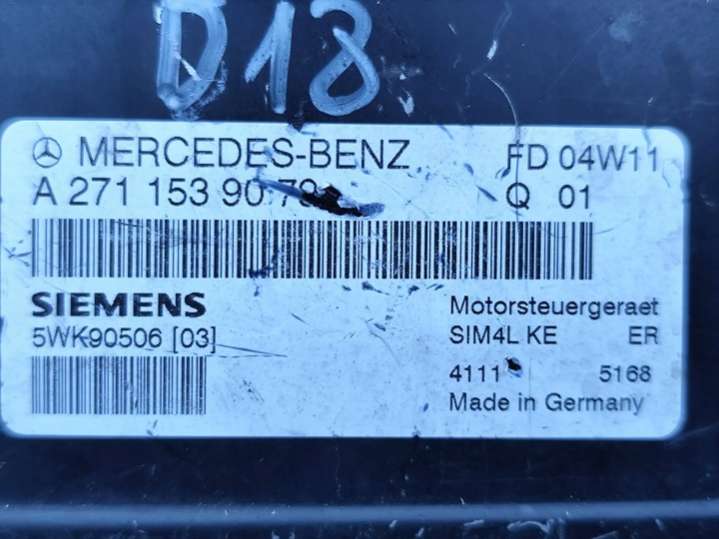 D18
MERCEDES-BENZ FD 04W11
A 271 153 90 79 Q 01
SIEMENS Motorsteuergeraet
5WK90506 [03] SIM4L KE ER
4111 5168
Made in Germany